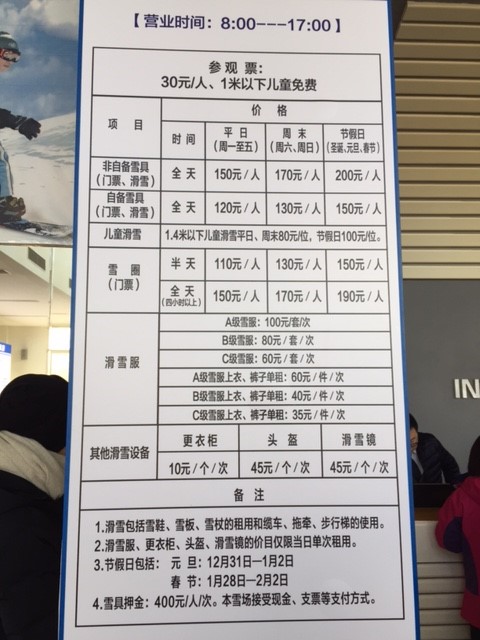 【 营业时间：8:00---17:00 】
参 观 票：
30元/人、1米以下儿童免费
项 目
价 格
时 间
平 日
(周一至五)
周 末
(周六、周日)
节假日
(圣诞、元旦、春节)
非自备雪具
(门票、滑雪)
全 天
150元 / 人
170元 / 人
200元 / 人
自备雪具
(门票、滑雪)
全 天
120元 / 人
130元 / 人
150元 / 人
儿童滑雪
1.4米以下儿童滑雪平日、周末80元/位，节假日100元/位。
雪 圈
(门票)
半 天
110元 / 人
130元 / 人
150元 / 人
全 天
(四小时以上)
150元 / 人
170元 / 人
190元 / 人
滑雪服
A级雪服：100元/套/次
B级雪服：80元 / 套 / 次
C级雪服：60元 / 套 / 次
A级雪服上衣、裤子单租：60元 / 件 / 次
B级雪服上衣、裤子单租：40元 / 件 / 次
C级雪服上衣、裤子单租：35元 / 件 / 次
其他滑雪设备
更衣柜
头 盔
滑雪镜
10元 / 个 / 次
45元 / 个 / 次
45元 / 个 / 次
备 注
1.滑雪包括雪鞋、雪板、雪杖的租用和缆车、拖牵、步行梯的使用。
2.滑雪服、更衣柜、头盔、滑雪镜的价目仅限当日单次租用。
3.节假日包括：元 旦：12月31日—1月2日
春 节：1月28日—2月2日
4.雪具押金：400元/人/次。本雪场接受现金、支票等支付方式。
IN